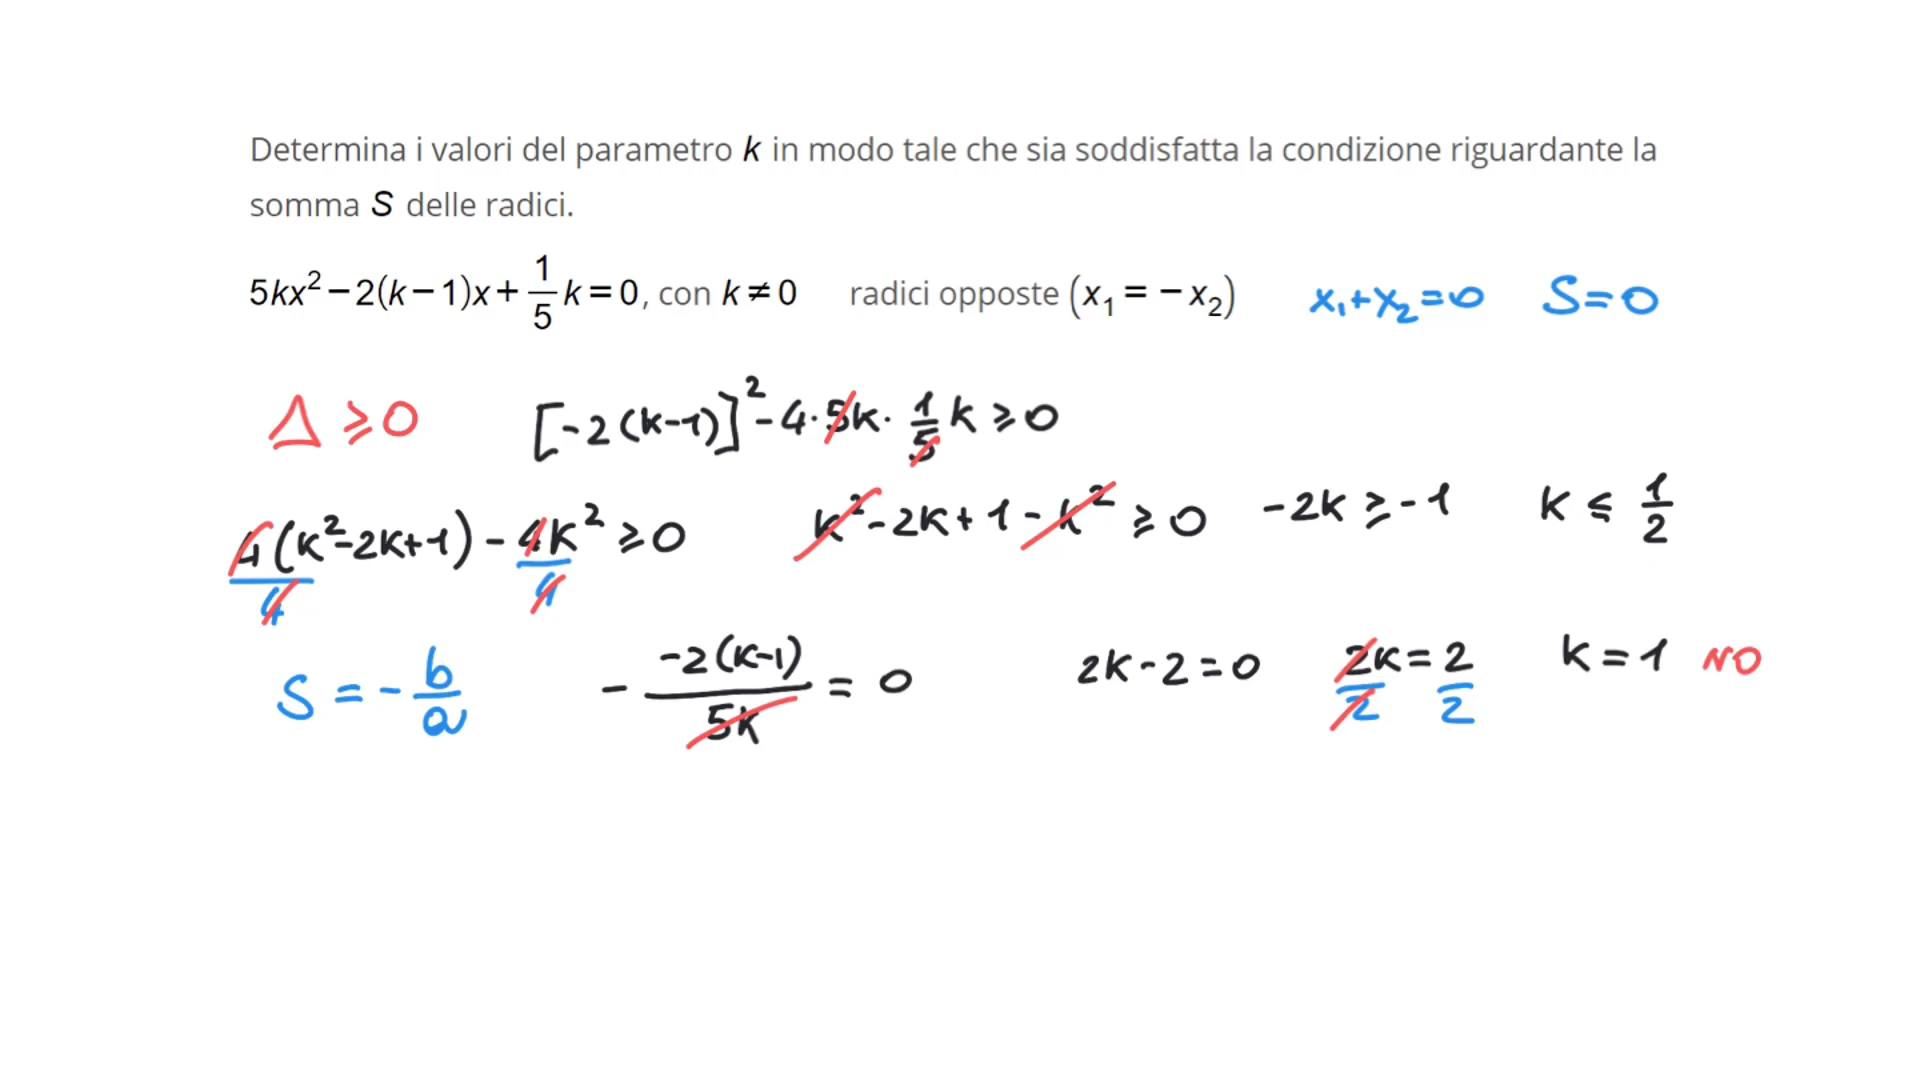 Determina i valori del parametro k in modo tale che sia soddisfatta la condizione riguardante la
somma S delle radici.
5kx² − 2(k − 1)x + 1/5 k = 0, con k ≠ 0 radici opposte (x₁ = − x₂) x₁+x₂=0 S=0
Δ ⩾ 0 [-2(k-1)]² - 4·5k· 1/5 k ⩾ 0
4(k²-2k+1)/4 - 4k²/4 ⩾ 0 k²-2k+1-k² ⩾ 0 -2k ⩾ -1 k ⩽ 1/2
S = - b/a - -2(k-1)/5k = 0 2k-2=0 2k/2=2/2 k=1 NO